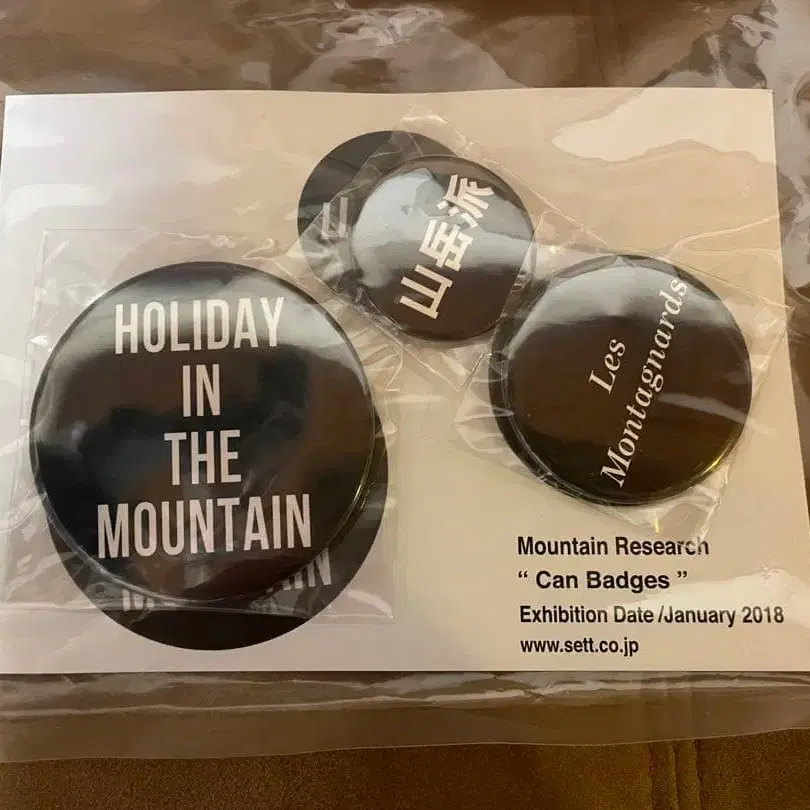 HOLIDAY
IN
THE
MOUNTAIN
山岳派
Les
Montagnards
山
Mountain Research
“ Can Badges ”
Exhibition Date /January 2018
www.sett.co.jp